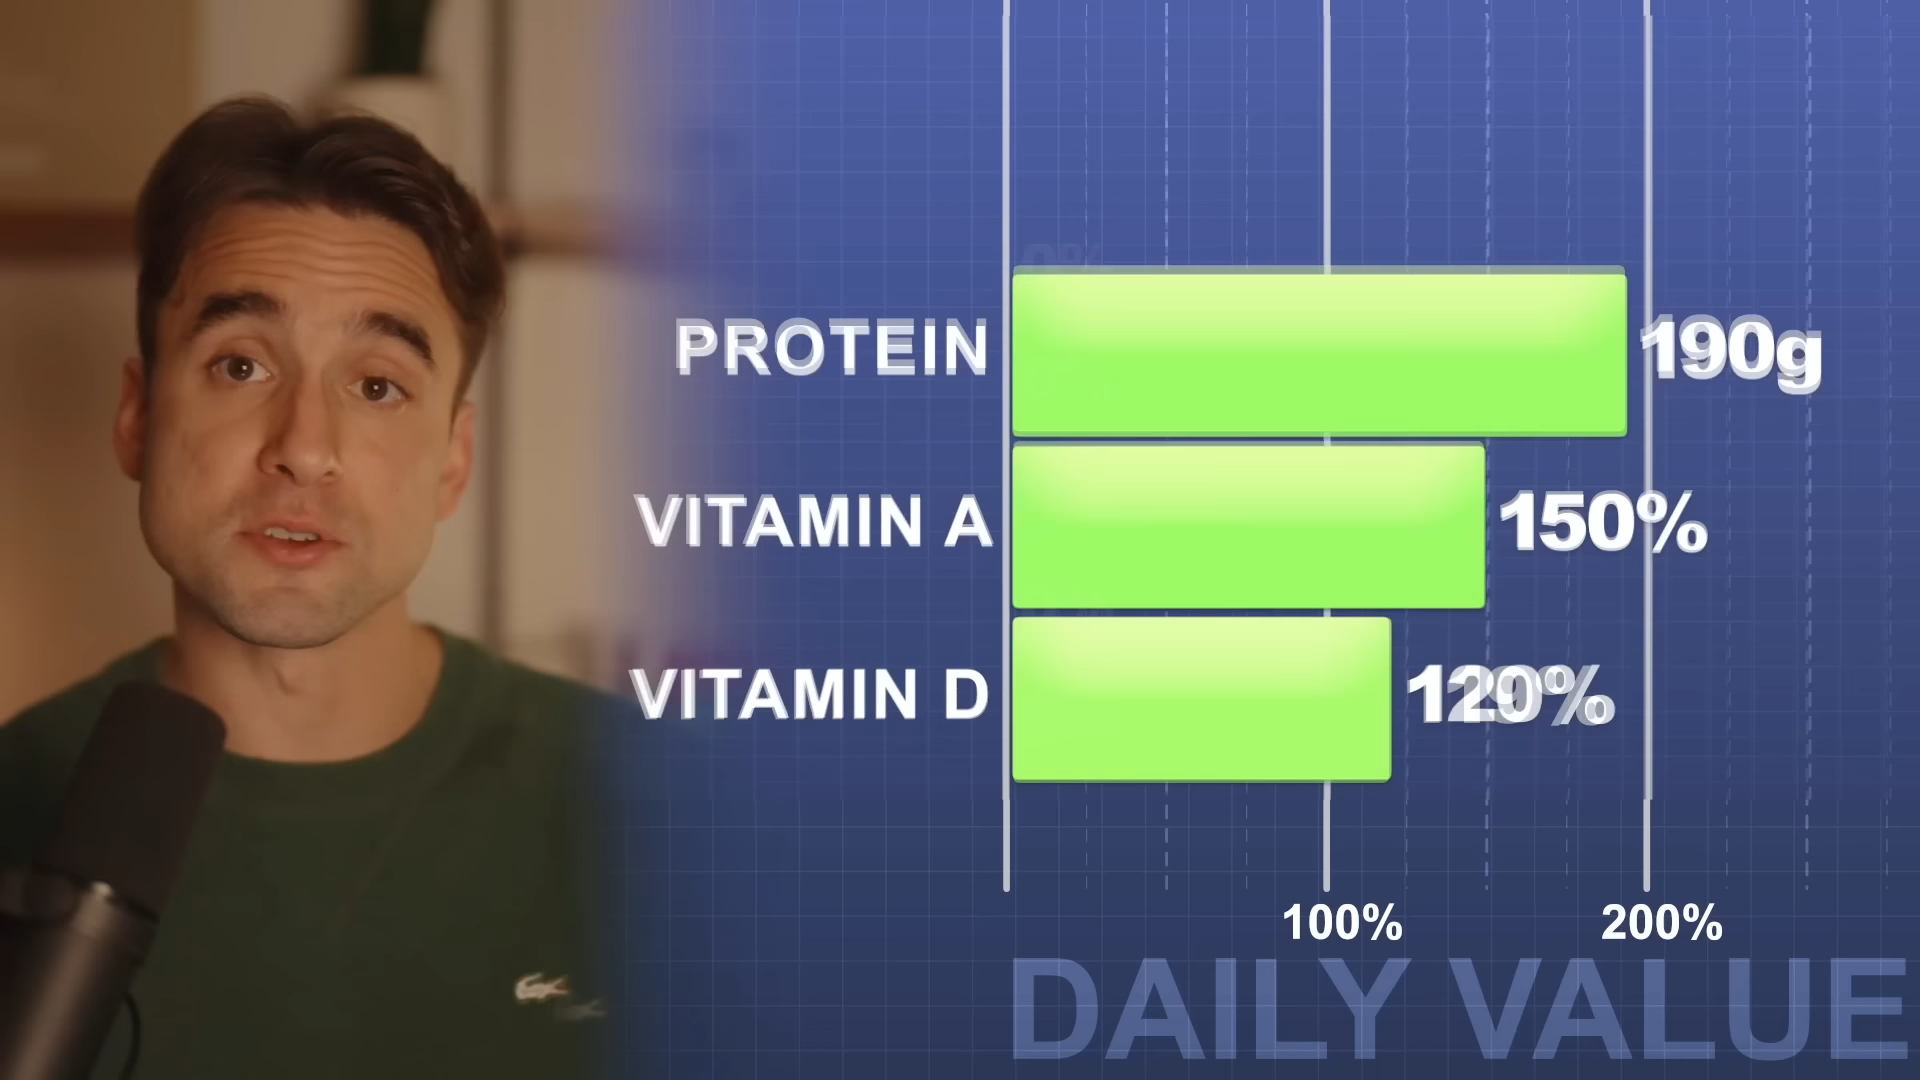 PROTEIN 190g
VITAMIN A 150%
VITAMIN D
100% 200%
DAILY VALUE